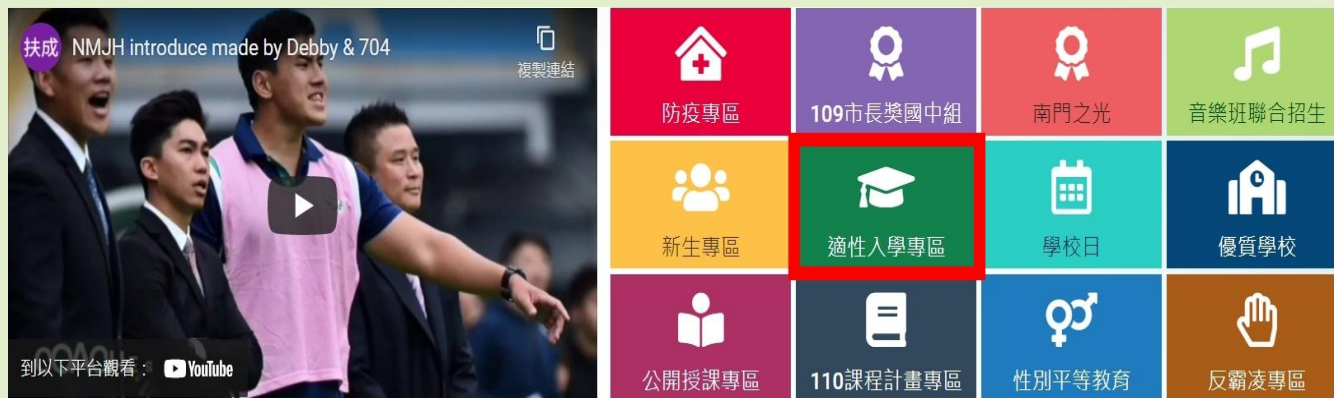 扶成
NMJH introduce made by Debby & 704
複製連結
到以下平台觀看：
YouTube
防疫專區
109市長獎國中組
南門之光
音樂班聯合招生
新生專區
適性入學專區
學校日
優質學校
公開授課專區
110課程計畫專區
性別平等教育
反霸凌專區